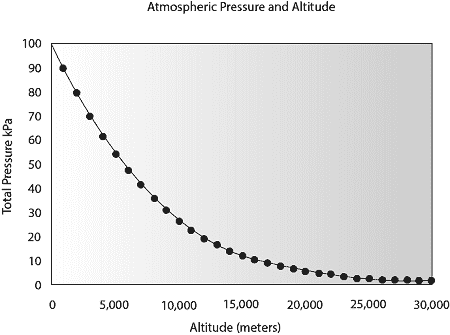 Atmospheric Pressure and Altitude
Total Pressure kPa
100
90
80
70
60
50
40
30
20
10
0
0 5,000 10,000 15,000 20,000 25,000 30,000
Altitude (meters)